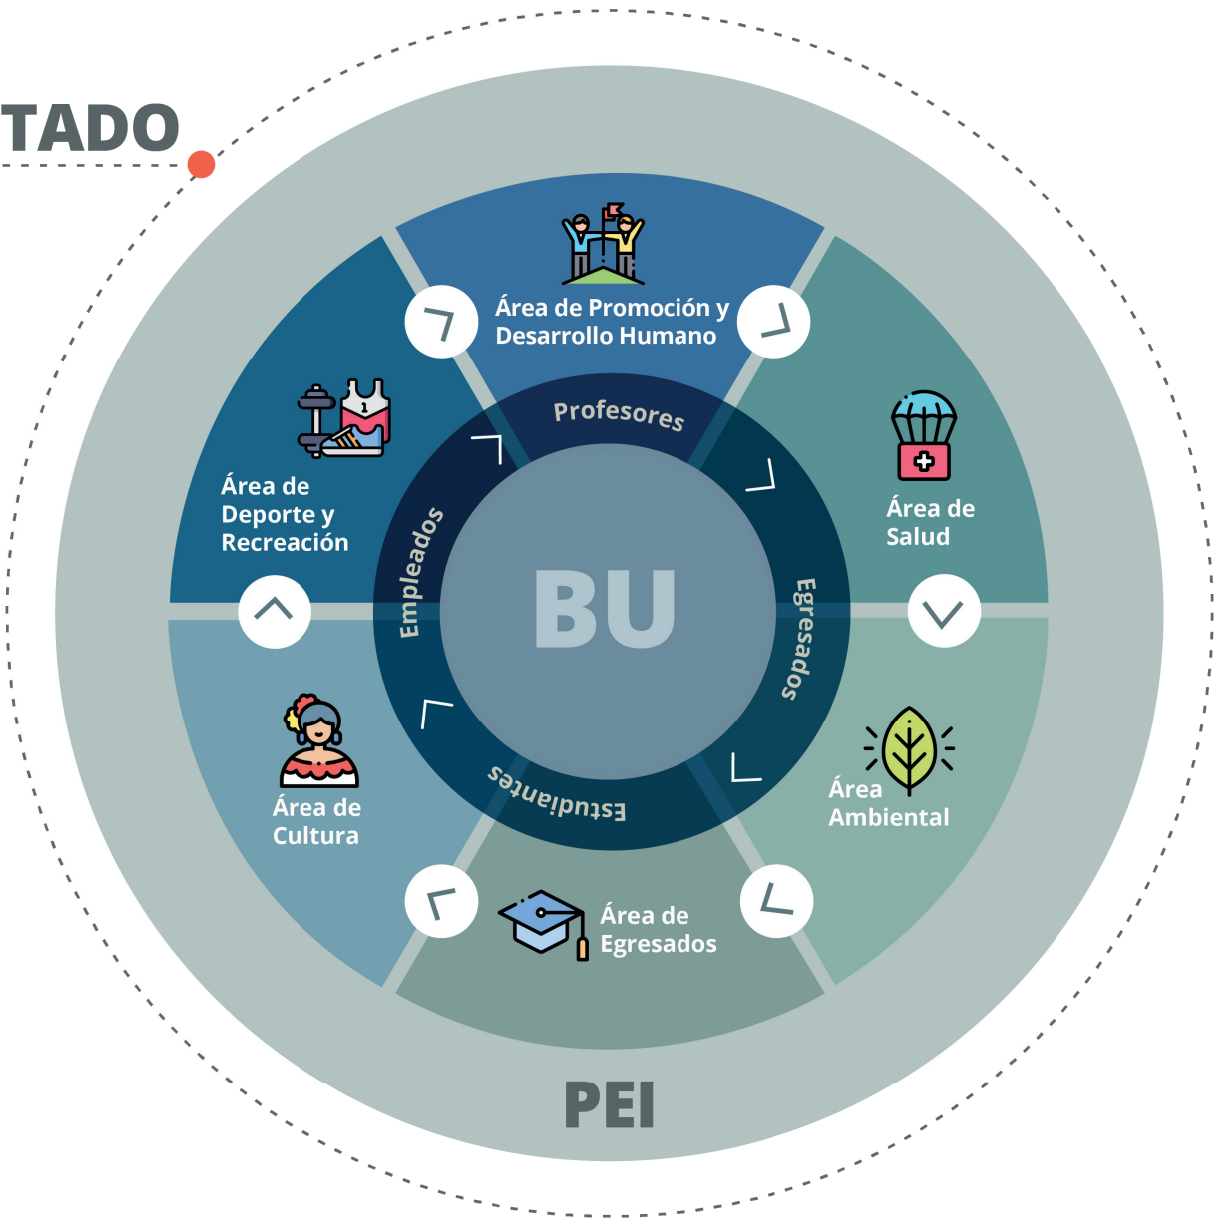 TADO
Área de Promoción y
Desarrollo Humano
Profesores
Área de
Deporte y
Recreación
Empleados
Área de
Salud
BU
Egresados
Área de
Cultura
Estudiantes
Área
Ambiental
Área de
Egresados
PEI
1